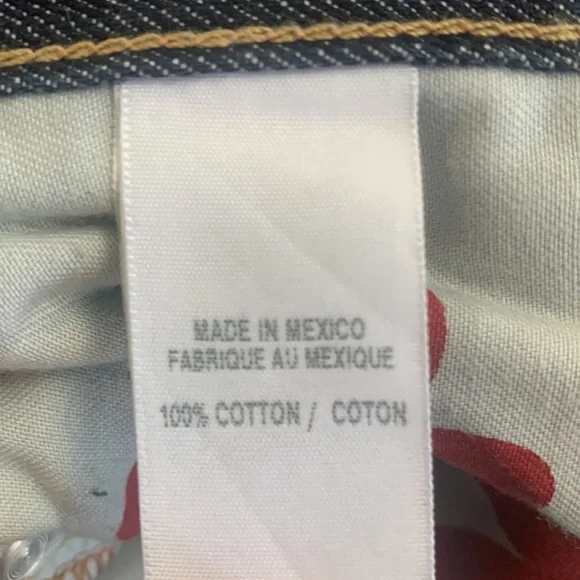 MADE IN MEXICO
FABRIQUE AU MEXIQUE
100% COTTON / COTON